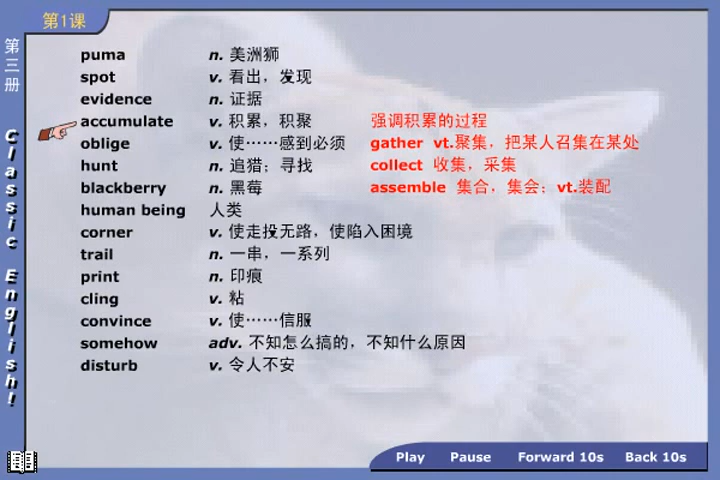 第1课
第三册
Classic English!
puma n. 美洲狮
spot v. 看出，发现
evidence n. 证据
accumulate v. 积累，积聚 强调积累的过程
oblige v. 使……感到必须 gather vt.聚集，把某人召集在某处
hunt n. 追猎；寻找 collect 收集，采集
blackberry n. 黑莓 assemble 集合，集会；vt.装配
human being 人类
corner v. 使走投无路，使陷入困境
trail n. 一串，一系列
print n. 印痕
cling v. 粘
convince v. 使……信服
somehow adv. 不知怎么搞的，不知什么原因
disturb v. 令人不安
Play Pause Forward 10s Back 10s